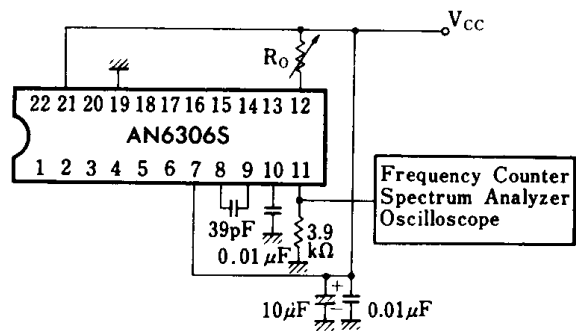 V_CC
R_O
22 21 20 19 18 17 16 15 14 13 12
AN6306S
1 2 3 4 5 6 7 8 9 10 11
39pF
0.01μF
3.9
kΩ
Frequency Counter
Spectrum Analyzer
Oscilloscope
+
10μF
−
0.01μF